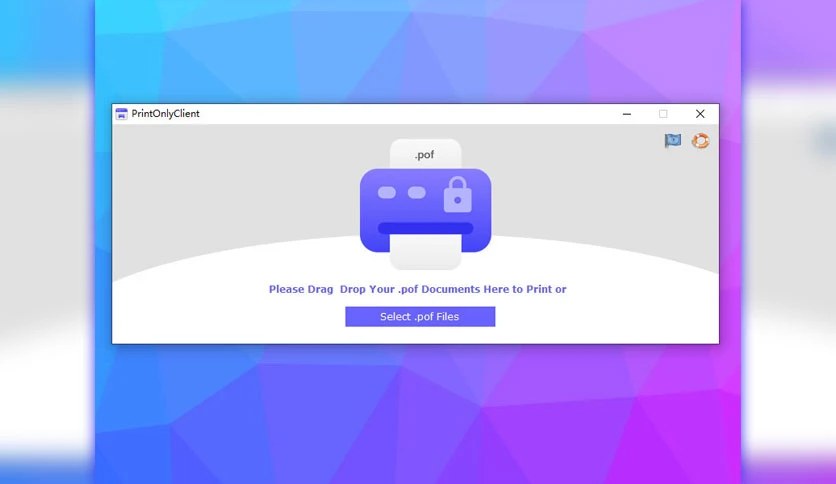 PrintOnlyClient
.pof
Please Drag  Drop Your .pof Documents Here to Print or
Select .pof Files